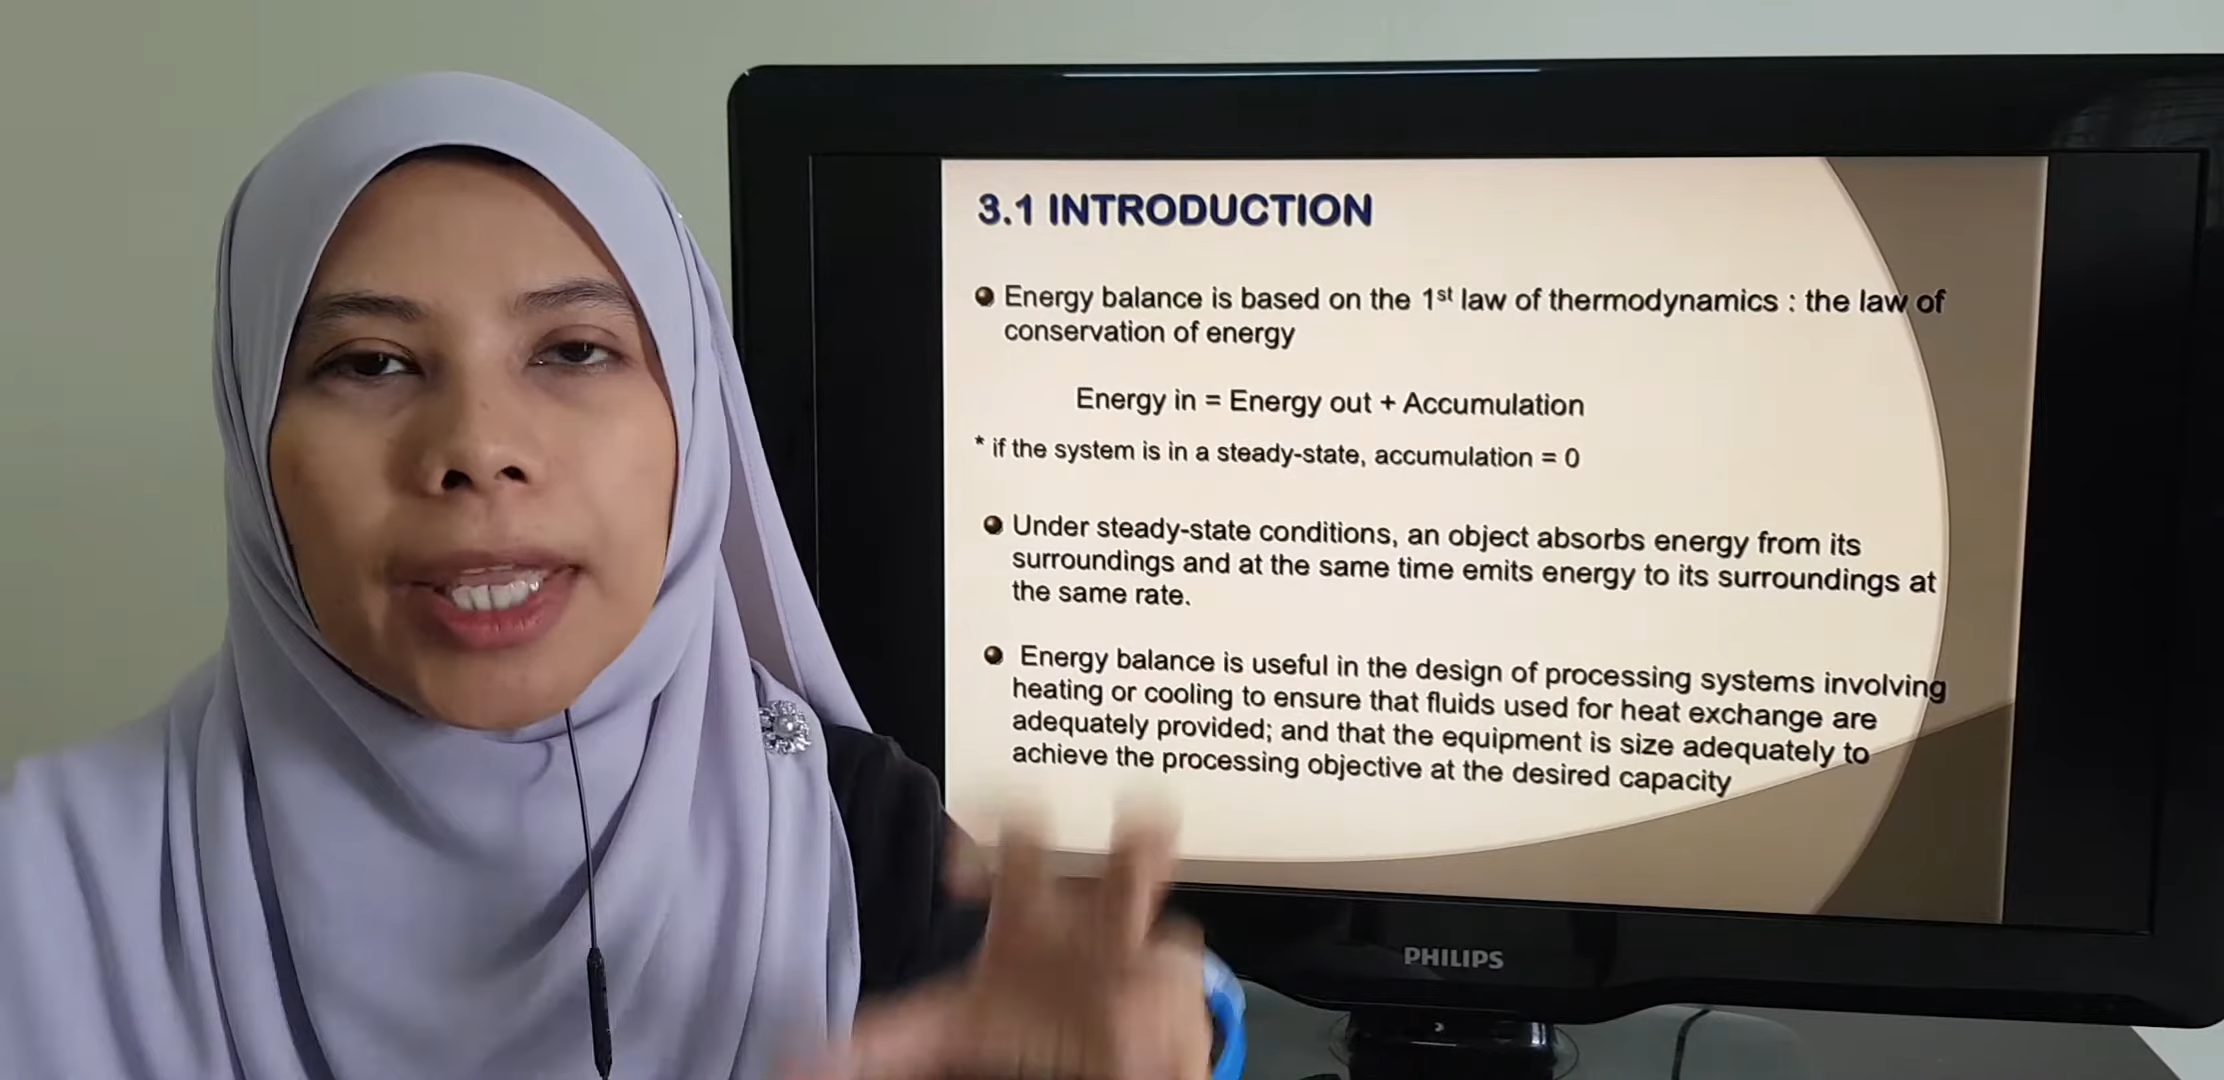 3.1 INTRODUCTION
Energy balance is based on the 1st law of thermodynamics : the law of
conservation of energy
Energy in = Energy out + Accumulation
* if the system is in a steady-state, accumulation = 0
Under steady-state conditions, an object absorbs energy from its
surroundings and at the same time emits energy to its surroundings at
the same rate.
Energy balance is useful in the design of processing systems involving
heating or cooling to ensure that fluids used for heat exchange are
adequately provided; and that the equipment is size adequately to
achieve the processing objective at the desired capacity
PHILIPS